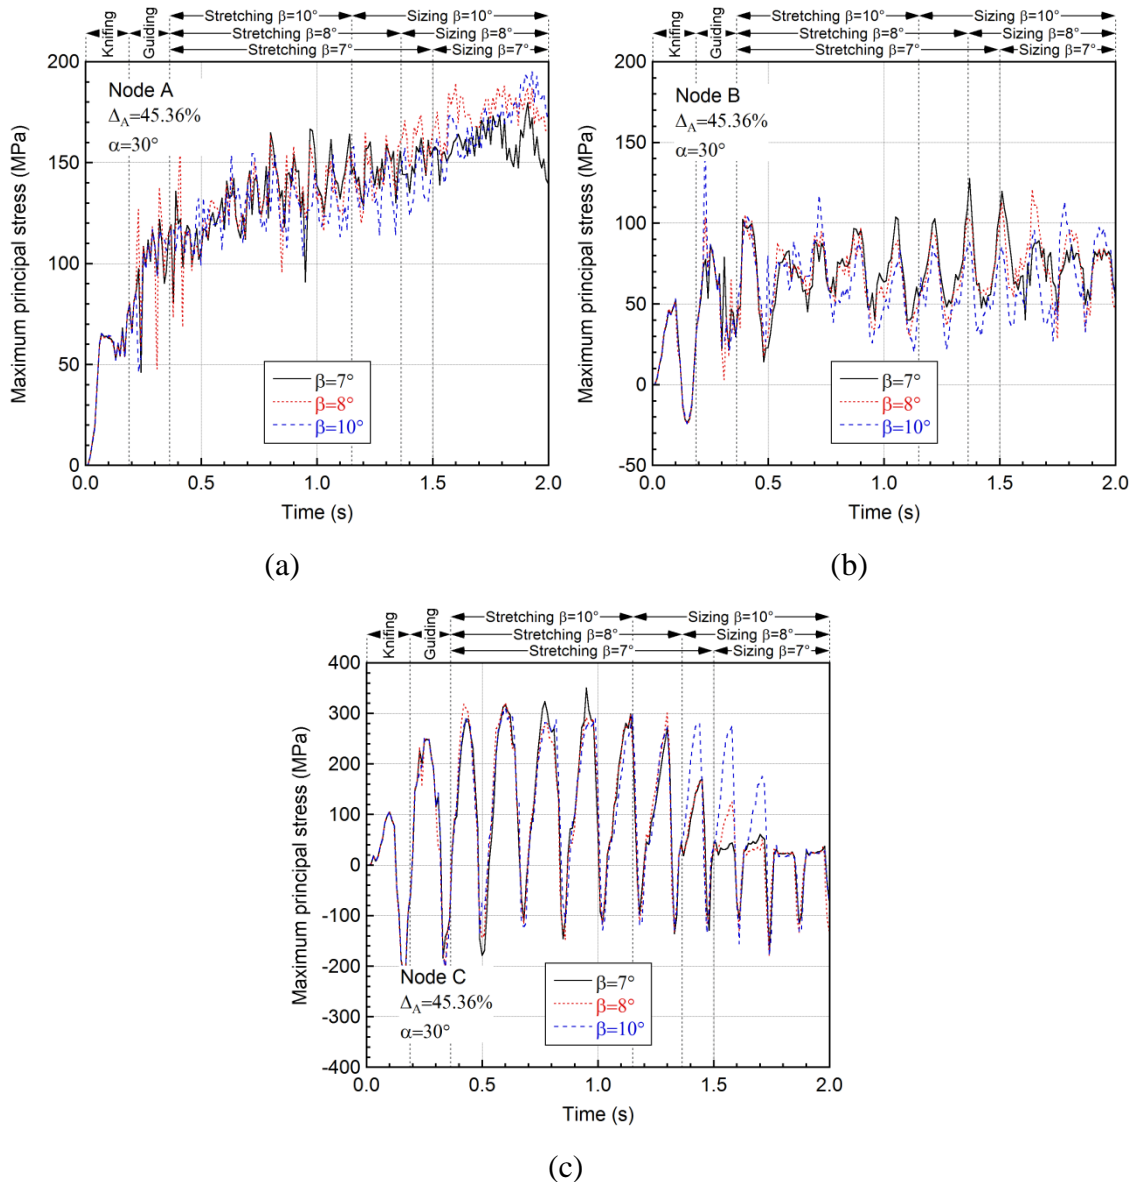 Knifing
Guiding
Stretching β=10°
Sizing β=10°
Stretching β=8°
Sizing β=8°
Stretching β=7°
Sizing β=7°
Maximum principal stress (MPa)
200
150
100
50
0
Node A
Δ_A=45.36%
α=30°
β=7°
β=8°
β=10°
0.0 0.5 1.0 1.5 2.0
Time (s)
(a)
Knifing
Guiding
Stretching β=10°
Sizing β=10°
Stretching β=8°
Sizing β=8°
Stretching β=7°
Sizing β=7°
Maximum principal stress (MPa)
200
150
100
50
0
-50
Node B
Δ_A=45.36%
α=30°
β=7°
β=8°
β=10°
0.0 0.5 1.0 1.5 2.0
Time (s)
(b)
Knifing
Guiding
Stretching β=10°
Sizing β=10°
Stretching β=8°
Sizing β=8°
Stretching β=7°
Sizing β=7°
Maximum principal stress (MPa)
400
300
200
100
0
-100
-200
-300
-400
Node C
Δ_A=45.36%
α=30°
β=7°
β=8°
β=10°
0.0 0.5 1.0 1.5 2.0
Time (s)
(c)